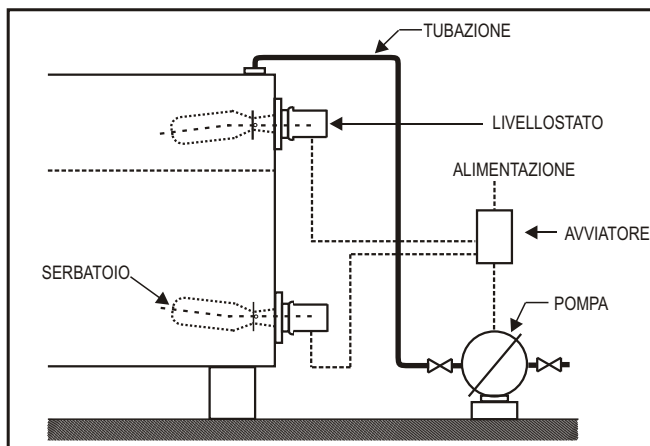 TUBAZIONE
LIVELLOSTATO
ALIMENTAZIONE
AVVIATORE
SERBATOIO
POMPA